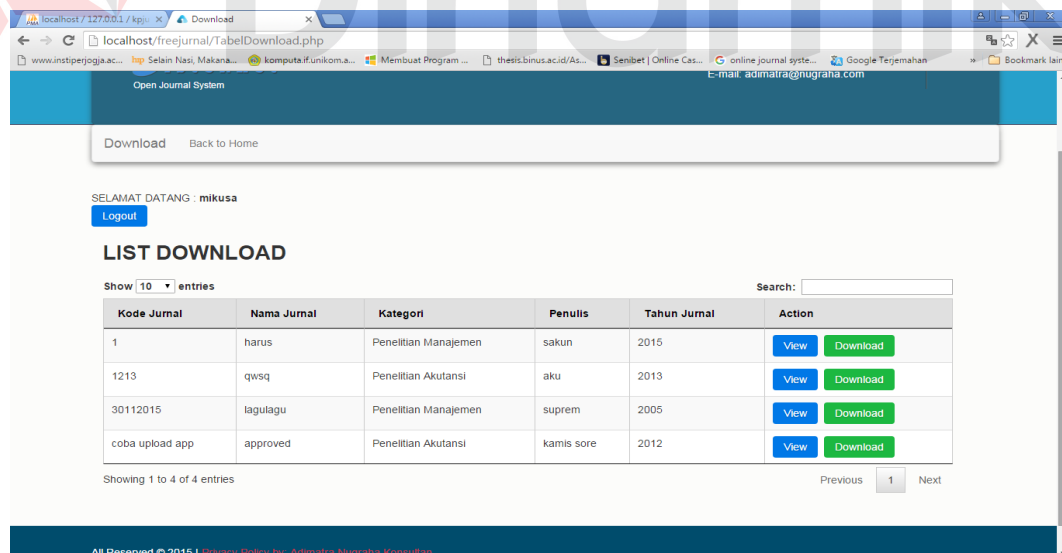 localhost / 127.0.0.1 / kpju
Download
localhost/freejurnal/TabelDownload.php
www.instiperjogja.ac...
Selain Nasi, Makana...
komputa.if.unikom.a...
Membuat Program ...
thesis.binus.ac.id/As...
Senibet | Online Cas...
online journal syste...
Google Terjemahan
»
Bookmark lain
Open Journal System
E-mail: adimatra@nugraha.com
Download Back to Home
SELAMAT DATANG : mikusa
Logout
LIST DOWNLOAD
Show 10 entries
Search:
Kode Jurnal Nama Jurnal Kategori Penulis Tahun Jurnal Action
1 harus Penelitian Manajemen sakun 2015 View Download
1213 qwsq Penelitian Akutansi aku 2013 View Download
30112015 lagulagu Penelitian Manajemen suprem 2005 View Download
coba upload app approved Penelitian Akutansi kamis sore 2012 View Download
Showing 1 to 4 of 4 entries
Previous 1 Next
All Reserved © 2015 | Privacy Policy by: Adimatra Nugraha Konsultan